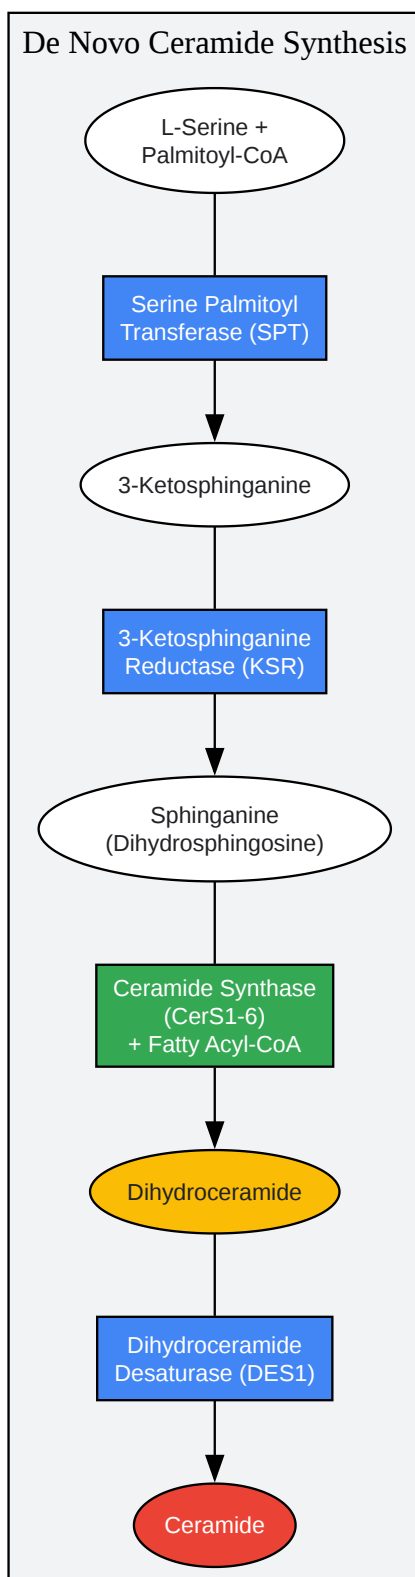 De Novo Ceramide Synthesis
L-Serine +
Palmitoyl-CoA
Serine Palmitoyl
Transferase (SPT)
3-Ketosphinganine
3-Ketosphinganine
Reductase (KSR)
Sphinganine
(Dihydrosphingosine)
Ceramide Synthase
(CerS1-6)
+ Fatty Acyl-CoA
Dihydroceramide
Dihydroceramide
Desaturase (DES1)
Ceramide